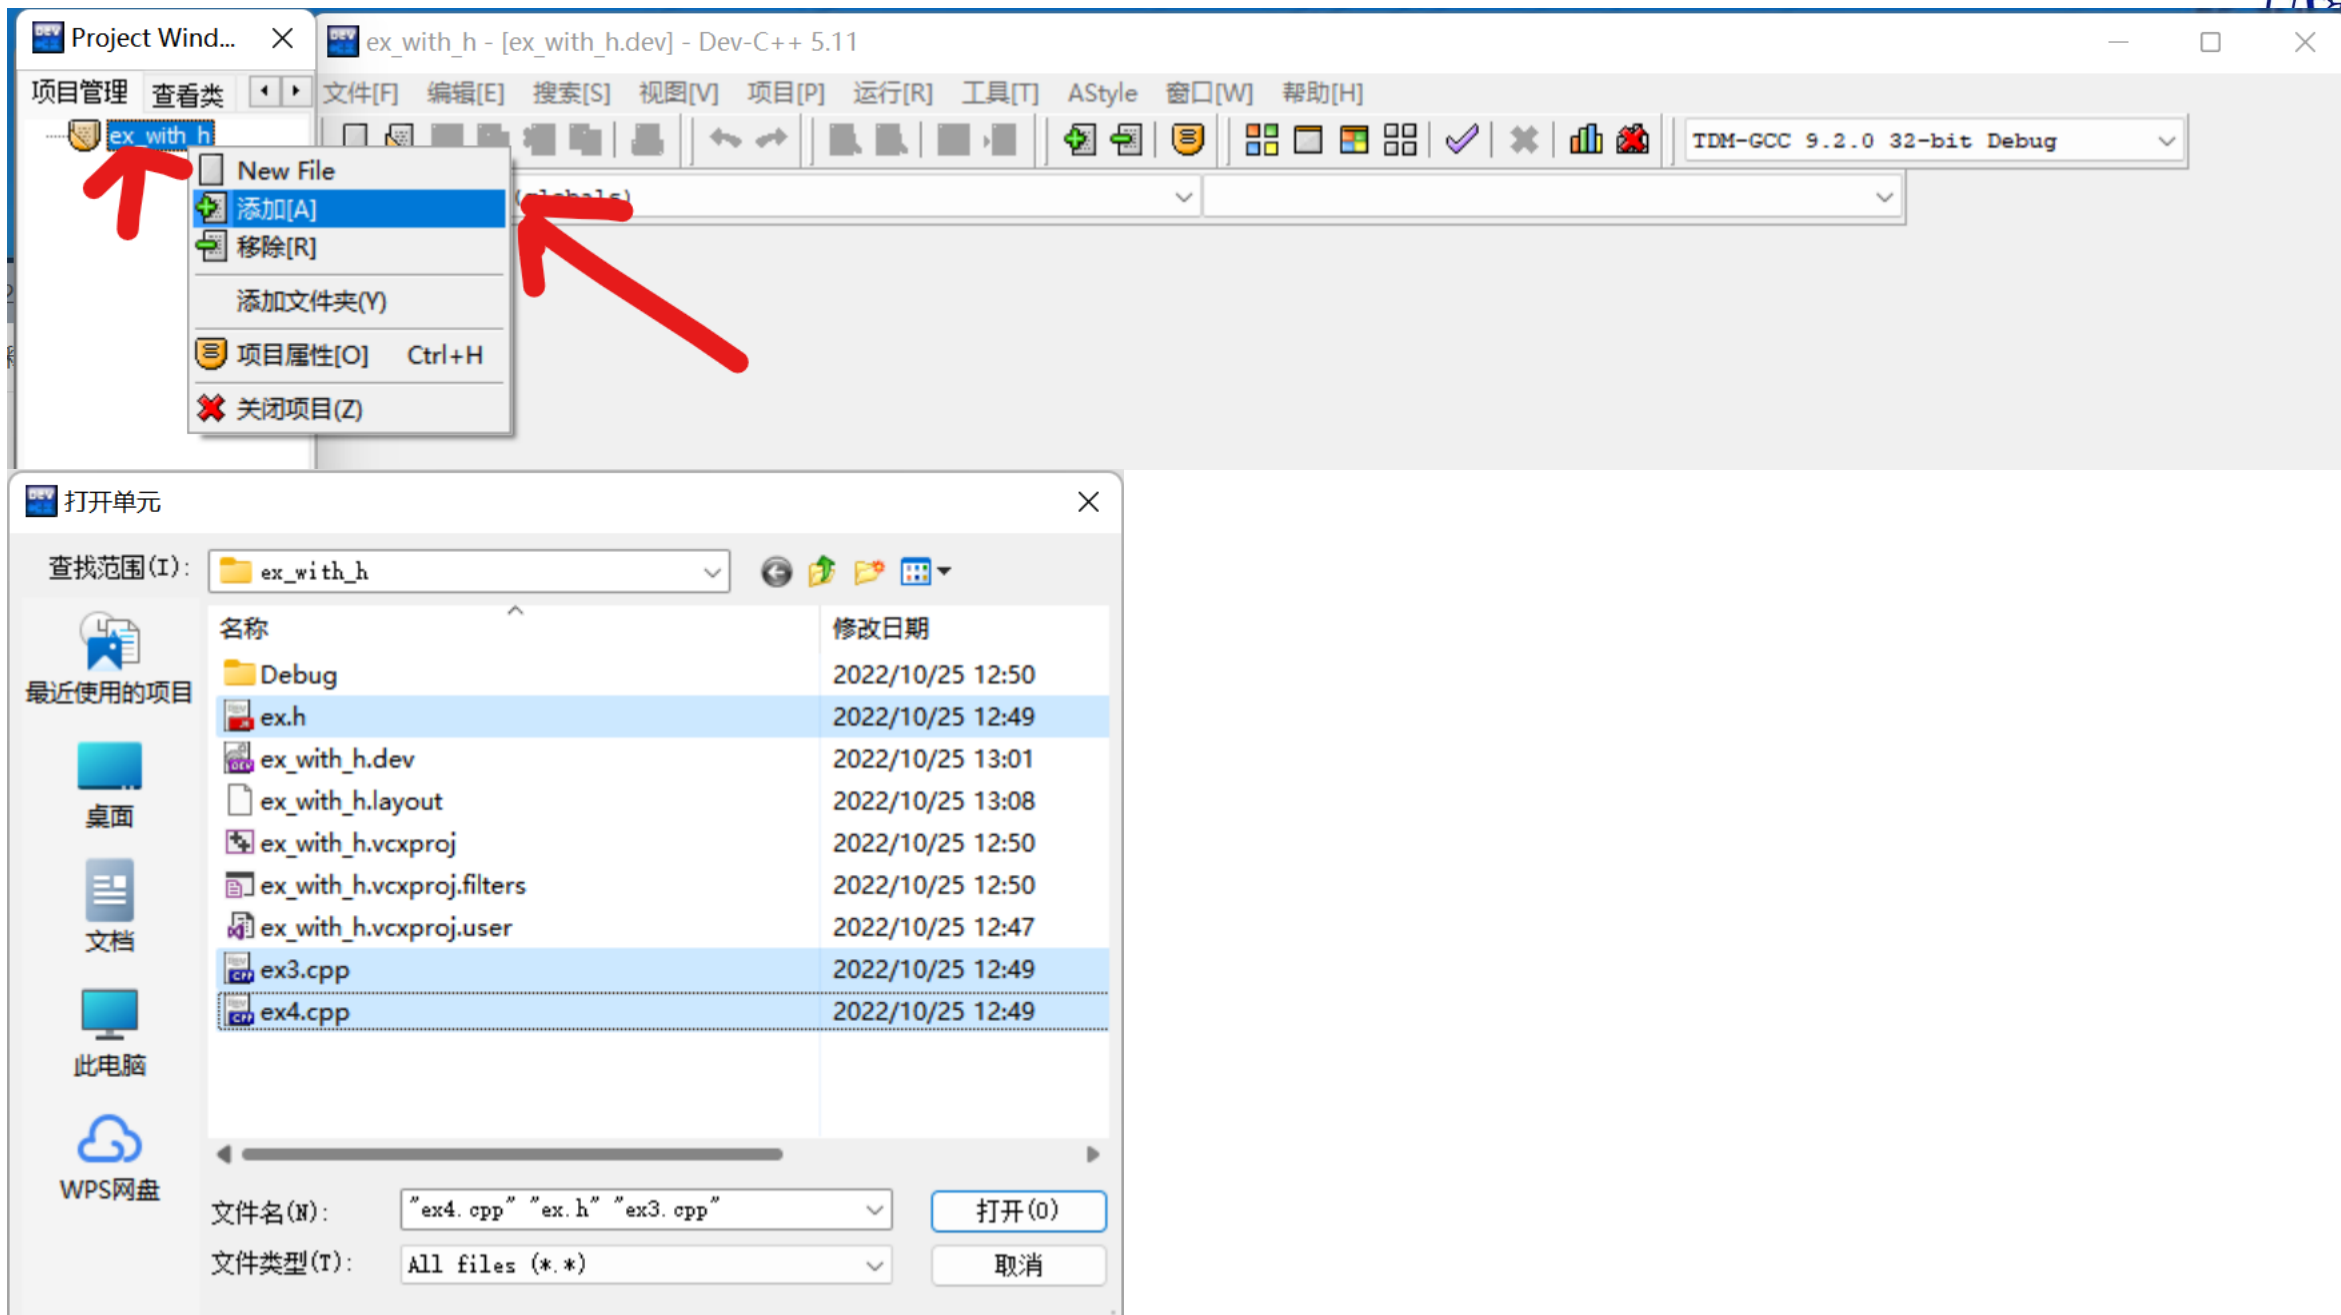 Project Wind...
ex_with_h - [ex_with_h.dev] - Dev-C++ 5.11
项目管理 查看类
文件[F] 编辑[E] 搜索[S] 视图[V] 项目[P] 运行[R] 工具[T] AStyle 窗口[W] 帮助[H]
ex_with_h
TDM-GCC 9.2.0 32-bit Debug
New File
添加[A]
(globals)
移除[R]
添加文件夹(Y)
项目属性[O] Ctrl+H
关闭项目(Z)
打开单元
查找范围(I): ex_with_h
名称 修改日期
Debug 2022/10/25 12:50
ex.h 2022/10/25 12:49
ex_with_h.dev 2022/10/25 13:01
ex_with_h.layout 2022/10/25 13:08
ex_with_h.vcxproj 2022/10/25 12:50
ex_with_h.vcxproj.filters 2022/10/25 12:50
ex_with_h.vcxproj.user 2022/10/25 12:47
ex3.cpp 2022/10/25 12:49
ex4.cpp 2022/10/25 12:49
最近使用的项目
桌面
文档
此电脑
WPS网盘
文件名(N): "ex4.cpp" "ex.h" "ex3.cpp" 打开(O)
文件类型(T): All files (*.*) 取消